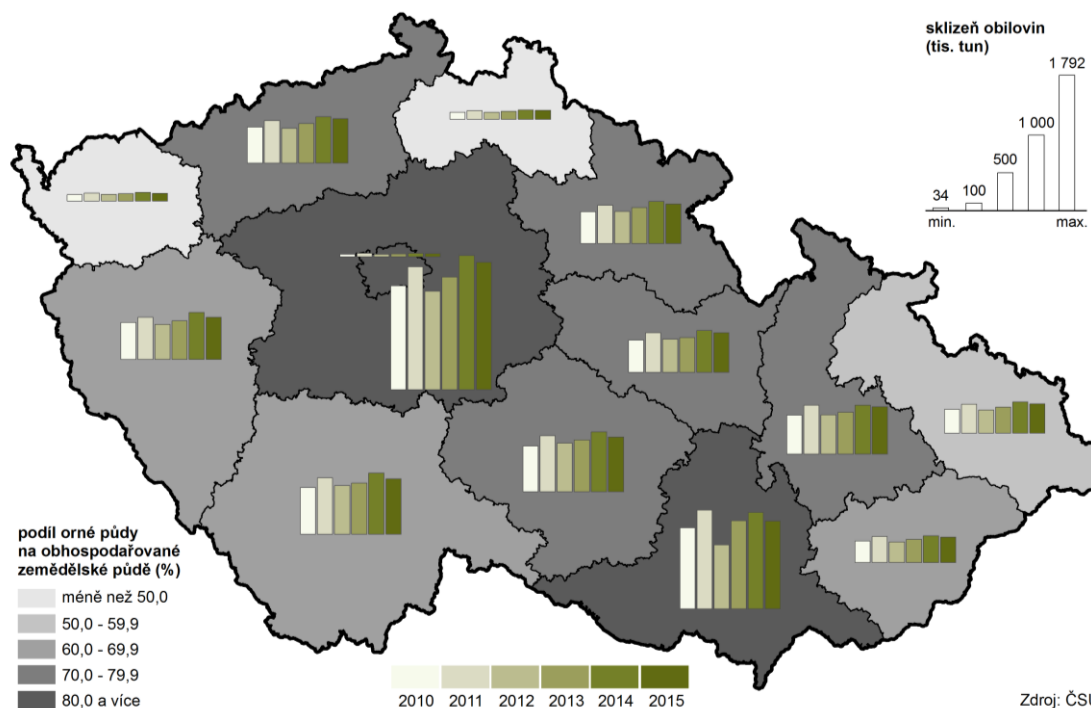 sklizeň obilovin
(tis. tun)
1 792
1 000
500
100
34
min.
max.
podíl orné půdy
na obhospodařované
zemědělské půdě (%)
méně než 50,0
50,0 - 59,9
60,0 - 69,9
70,0 - 79,9
80,0 a více
2010 2011 2012 2013 2014 2015
Zdroj: ČSÚ